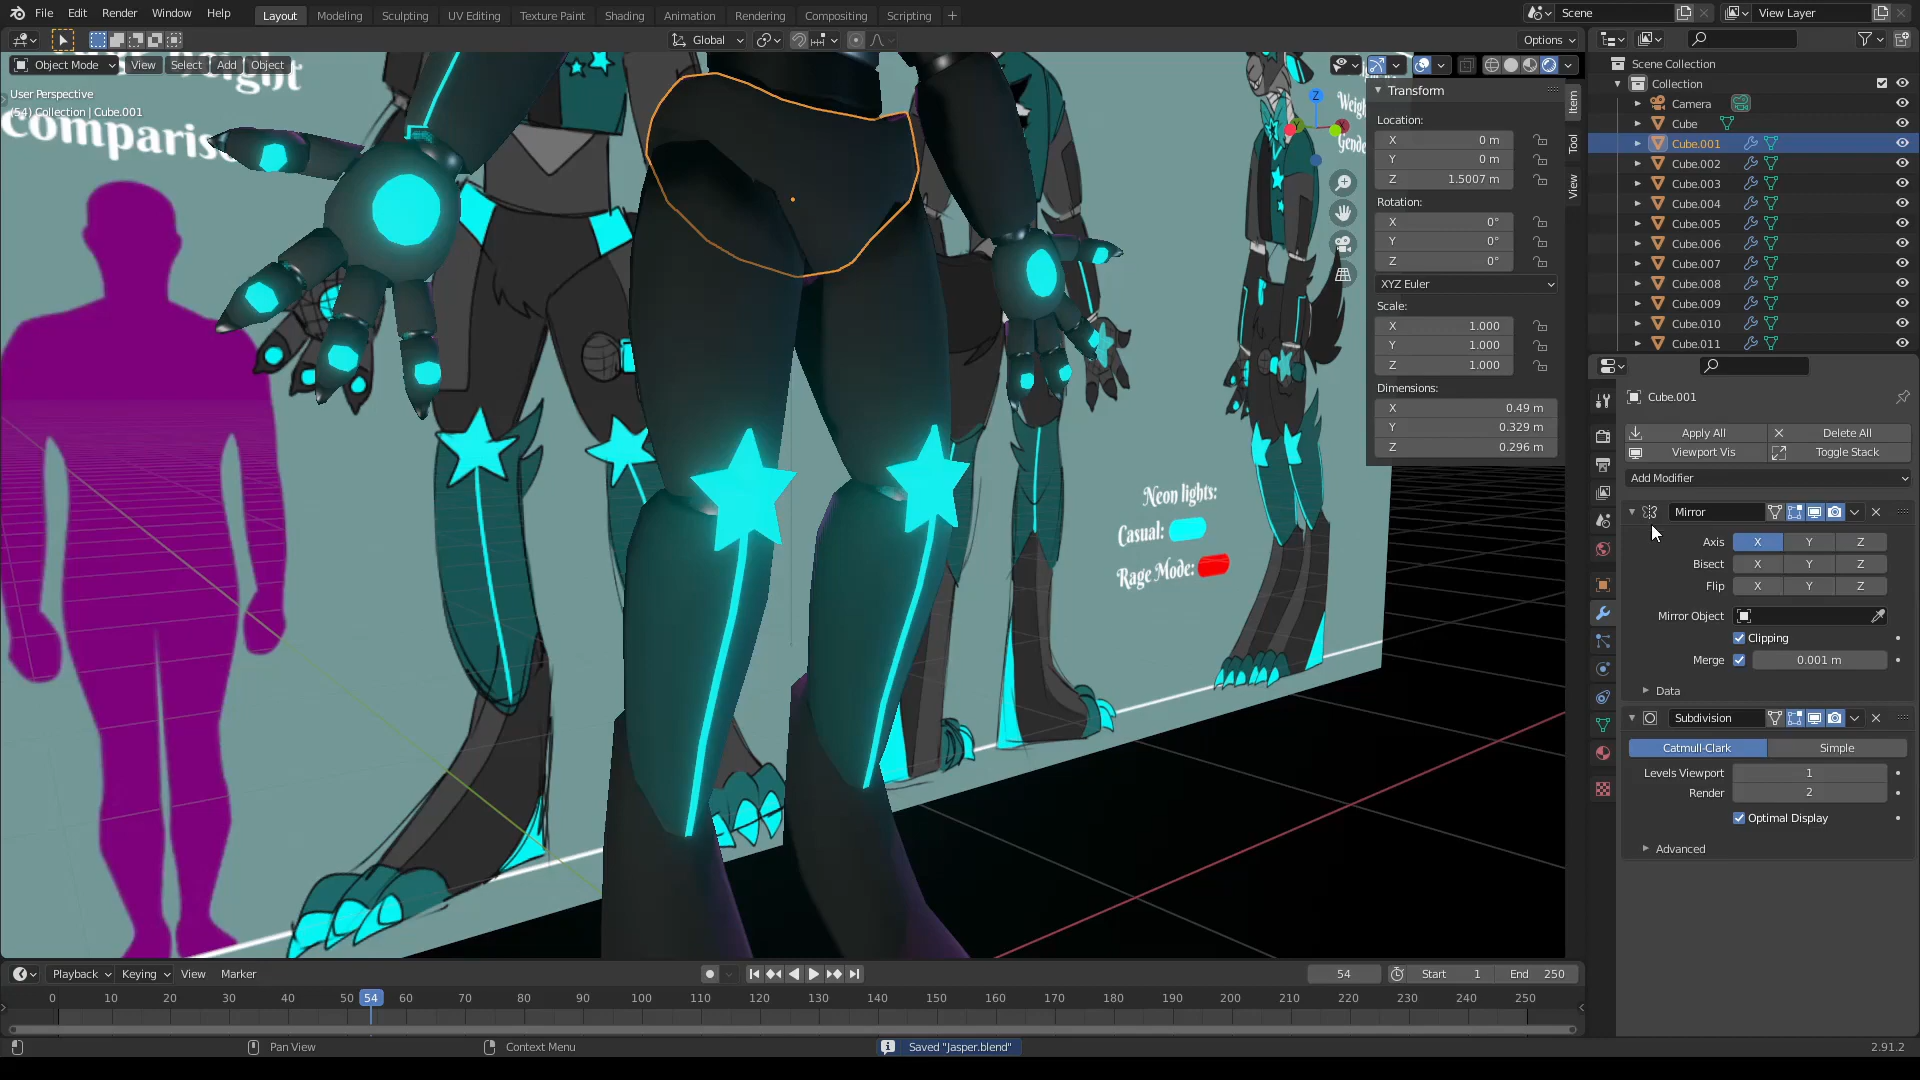 File Edit Render Window Help
Layout Modeling Sculpting UV Editing Texture Paint Shading Animation Rendering Compositing Scripting +
Scene
View Layer
Global
Options
Object Mode View Select Add Object
User Perspective
(54) Collection | Cube.001
Transform
Location:
X 0 m
Y 0 m
Z 1.5007 m
Rotation:
X 0°
Y 0°
Z 0°
XYZ Euler
Scale:
X 1.000
Y 1.000
Z 1.000
Dimensions:
X 0.49 m
Y 0.329 m
Z 0.296 m
Item
Tool
View
Z
Neon lights:
Casual:
Rage Mode:
Scene Collection
Collection
Camera
Cube
Cube.001
Cube.002
Cube.003
Cube.004
Cube.005
Cube.006
Cube.007
Cube.008
Cube.009
Cube.010
Cube.011
Cube.001
Apply All Delete All
Viewport Vis Toggle Stack
Add Modifier
Mirror
Axis X Y Z
Bisect X Y Z
Flip X Y Z
Mirror Object
Clipping
Merge 0.001 m
Data
Subdivision
Catmull-Clark Simple
Levels Viewport 1
Render 2
Optimal Display
Advanced
Playback Keying View Marker
54 Start 1 End 250
0 10 20 30 40 50 54 60 70 80 90 100 110 120 130 140 150 160 170 180 190 200 210 220 230 240 250
Pan View Context Menu Saved "Jasper.blend" 2.91.2